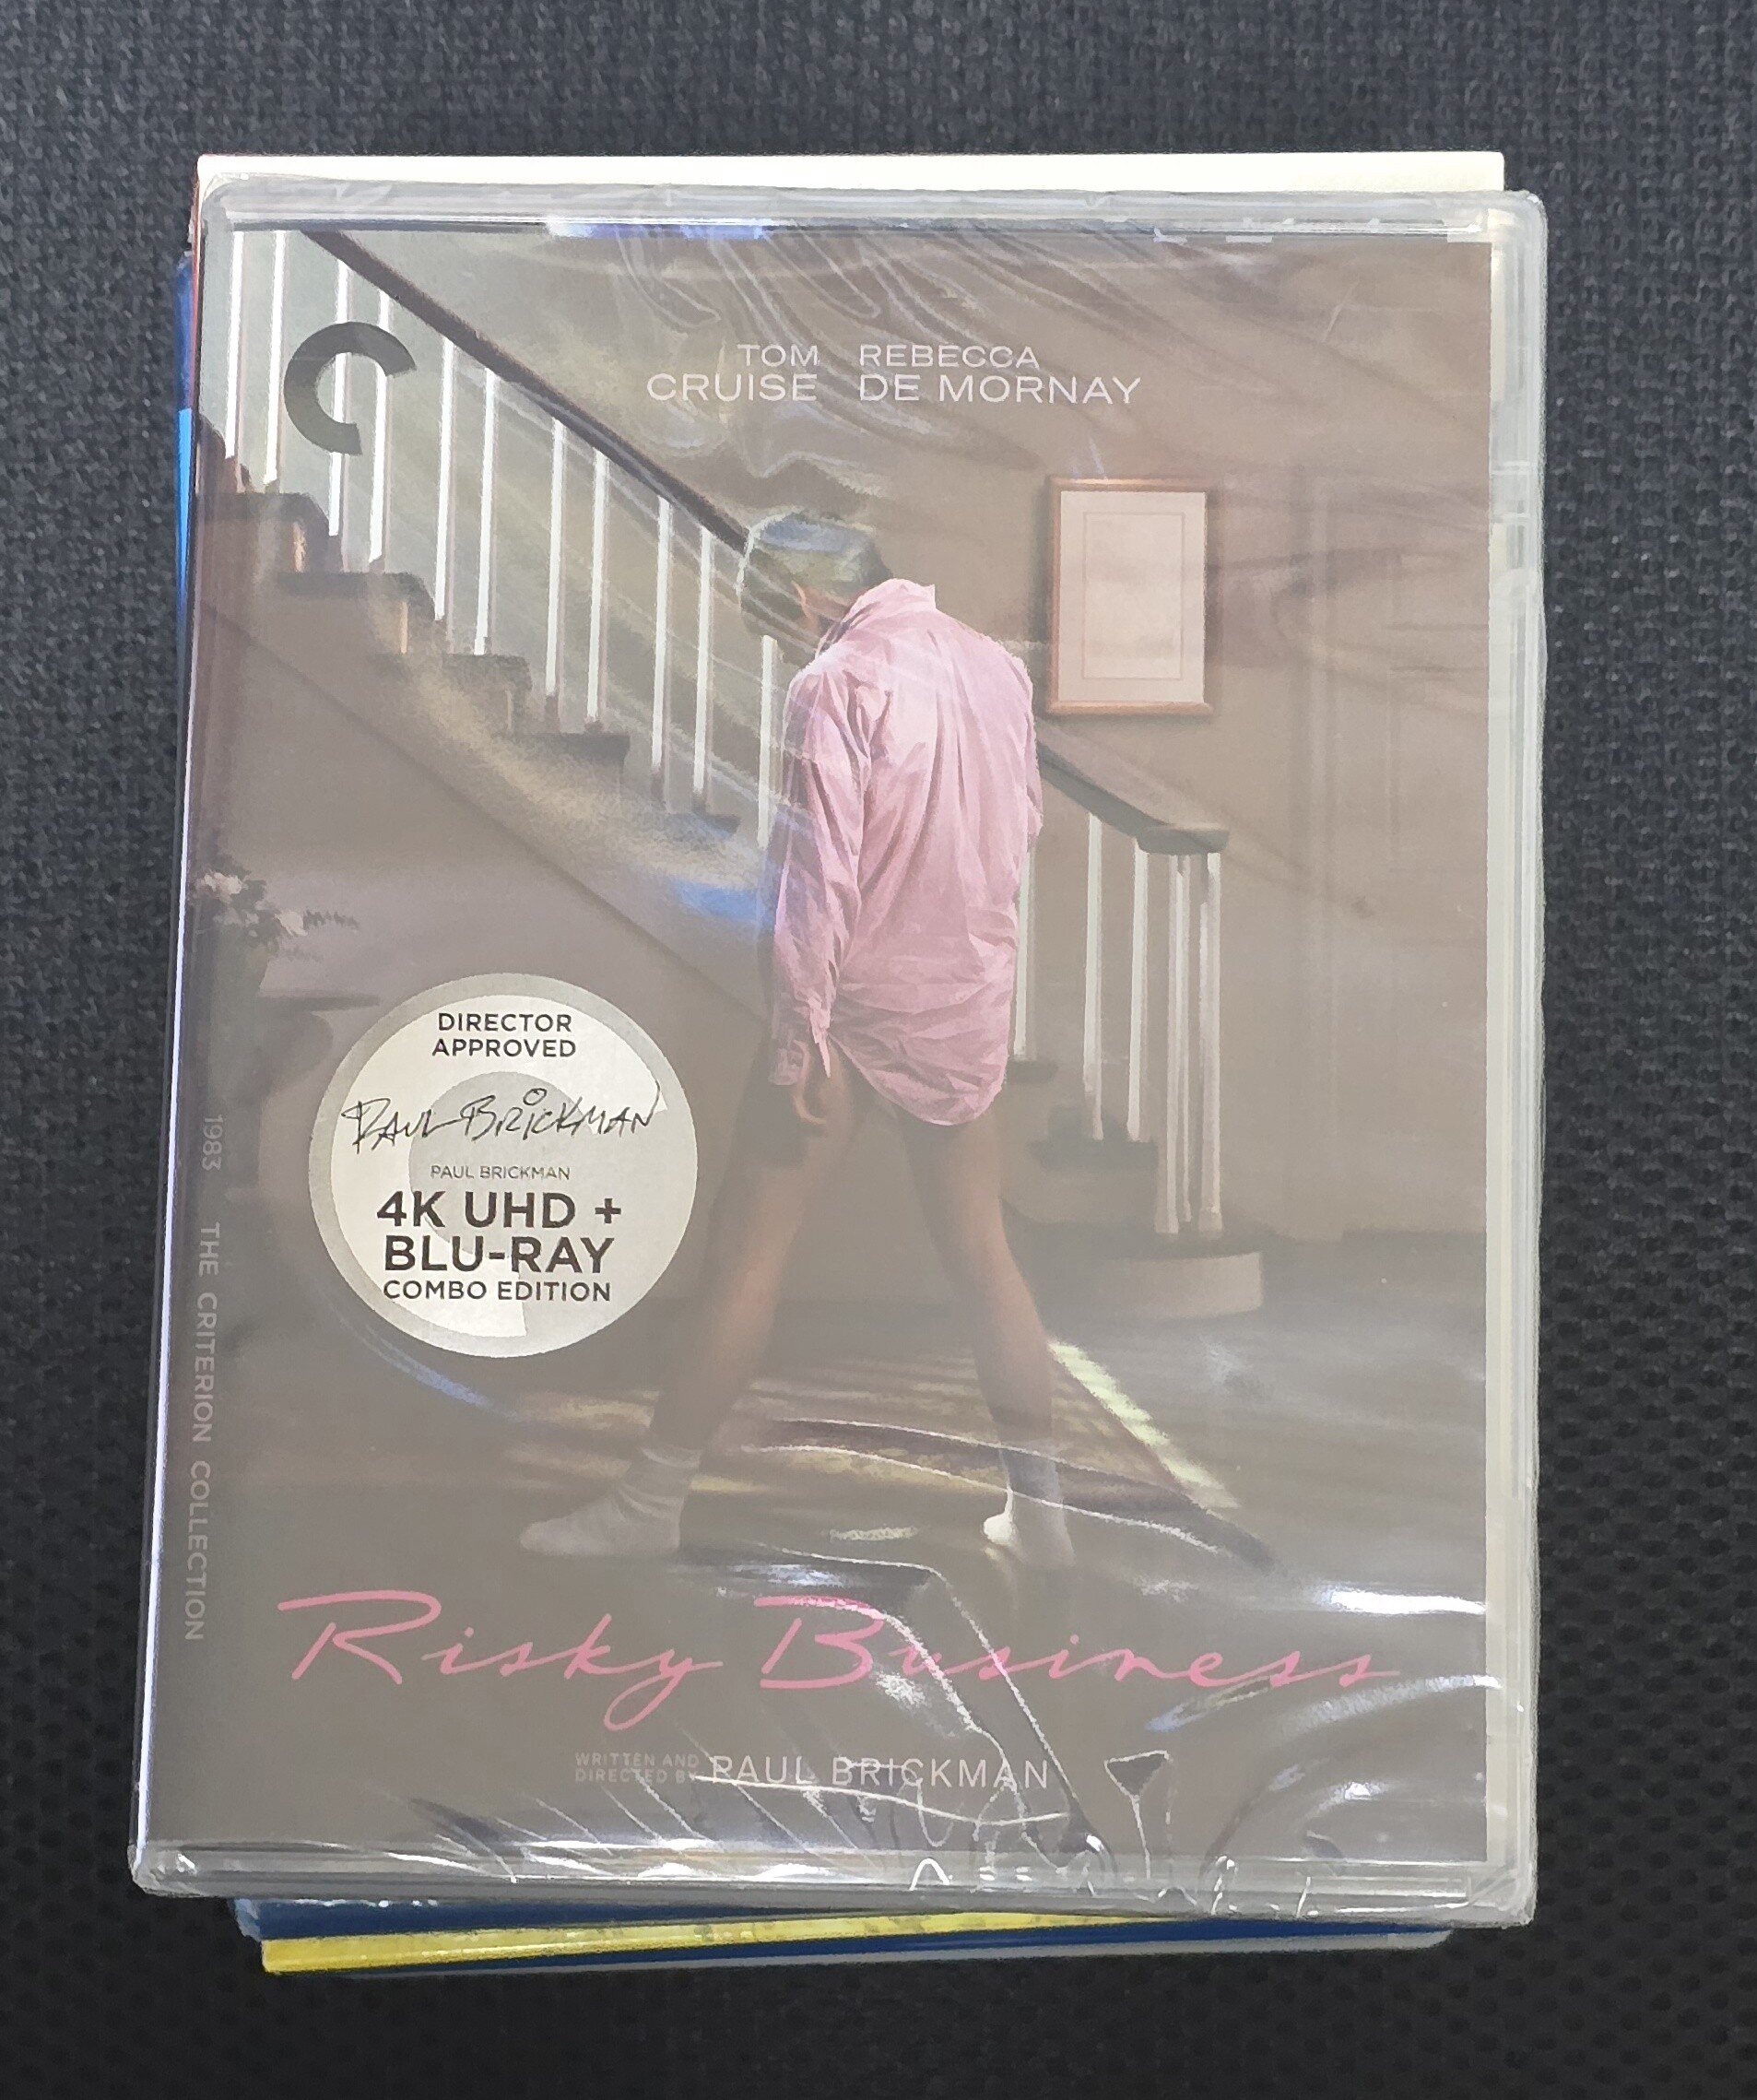 TOM REBECCA
CRUISE DE MORNAY
DIRECTOR
APPROVED
PAUL BRICKMAN
PAUL BRICKMAN
4K UHD +
BLU-RAY
COMBO EDITION
1983 THE CRITERION COLLECTION
Risky Business
WRITTEN AND
DIRECTED BY PAUL BRICKMAN